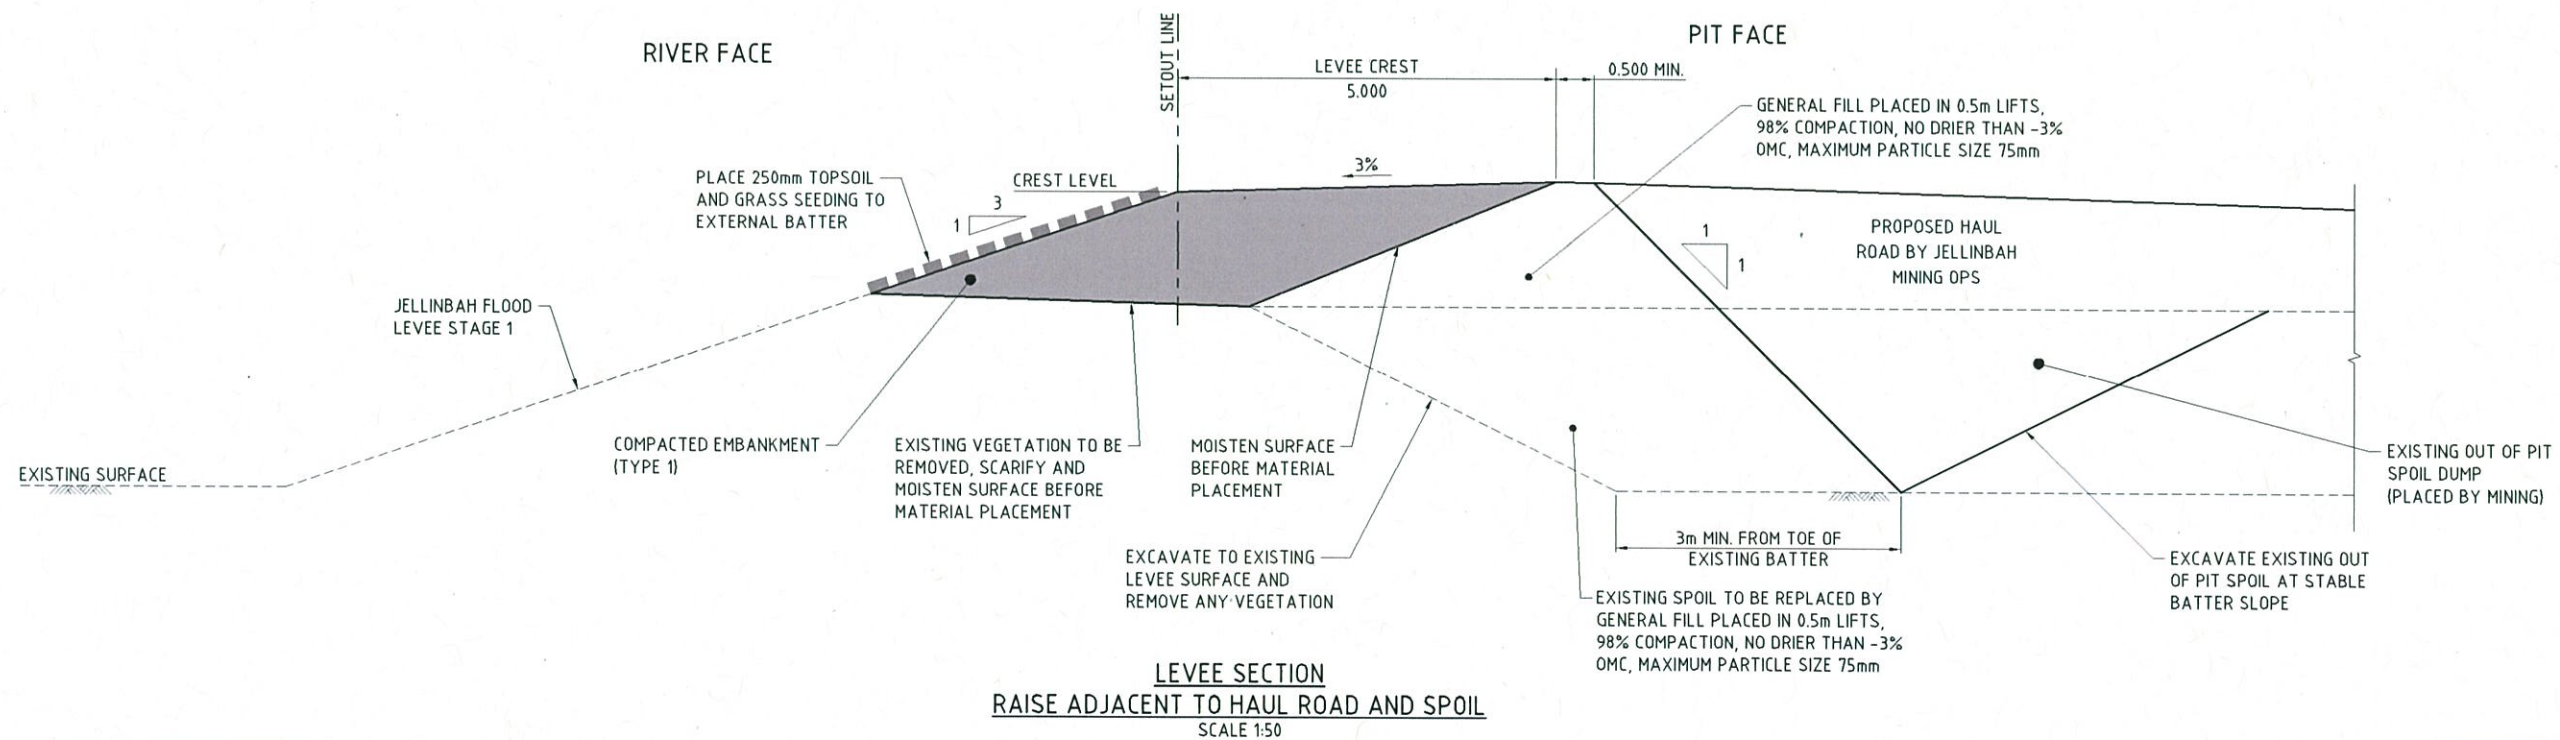 RIVER FACE
PIT FACE
SETOUT LINE
LEVEE CREST
5.000
0.500 MIN.
GENERAL FILL PLACED IN 0.5m LIFTS,
98% COMPACTION, NO DRIER THAN -3%
OMC, MAXIMUM PARTICLE SIZE 75mm
3%
PLACE 250mm TOPSOIL
AND GRASS SEEDING TO
EXTERNAL BATTER
CREST LEVEL
3
1
PROPOSED HAUL
ROAD BY JELLINBAH
MINING OPS
1
1
JELLINBAH FLOOD
LEVEE STAGE 1
EXISTING SURFACE
COMPACTED EMBANKMENT
(TYPE 1)
EXISTING VEGETATION TO BE
REMOVED, SCARIFY AND
MOISTEN SURFACE BEFORE
MATERIAL PLACEMENT
MOISTEN SURFACE
BEFORE MATERIAL
PLACEMENT
EXISTING OUT OF PIT
SPOIL DUMP
(PLACED BY MINING)
EXCAVATE TO EXISTING
LEVEE SURFACE AND
REMOVE ANY VEGETATION
3m MIN. FROM TOE OF
EXISTING BATTER
EXCAVATE EXISTING OUT
OF PIT SPOIL AT STABLE
BATTER SLOPE
EXISTING SPOIL TO BE REPLACED BY
GENERAL FILL PLACED IN 0.5m LIFTS,
98% COMPACTION, NO DRIER THAN -3%
OMC, MAXIMUM PARTICLE SIZE 75mm
LEVEE SECTION
RAISE ADJACENT TO HAUL ROAD AND SPOIL
SCALE 1:50